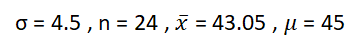 σ = 4.5 , n = 24 , x̄ = 43.05 , μ = 45